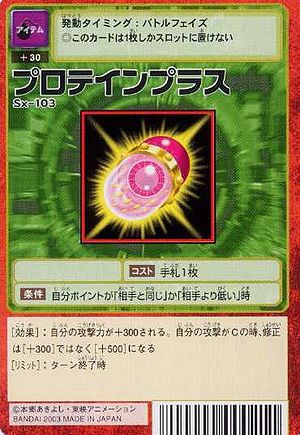 アイテム
発動タイミング：バトルフェイズ
◎このカードは1枚しかスロットに置けない
+30
プロテインプラス
Sx-103
コスト 手札1枚
条件 自分ポイントが「相手と同じ」か「相手より低い」時
[効果]：自分の攻撃力が+300される。自分の攻撃がCの時、修正
は[+300]ではなく[+500]になる
[リミット]：ターン終了時
©本郷あきよし・東映アニメーション
BANDAI 2003 MADE IN JAPAN